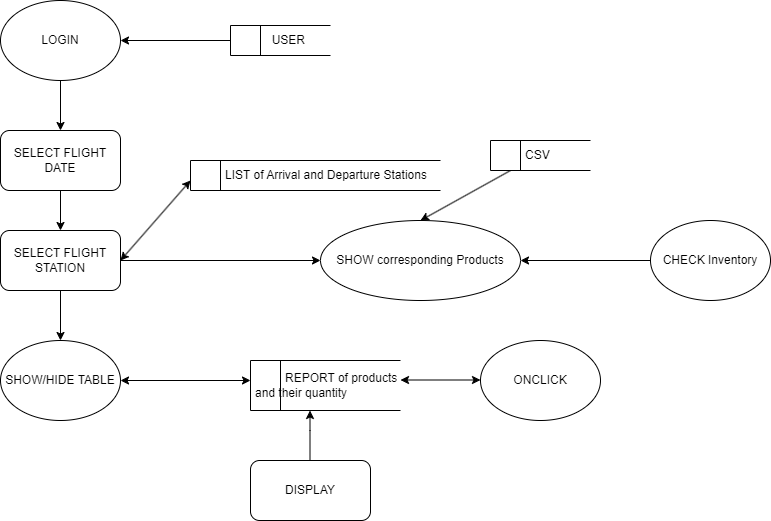 LOGIN
USER
SELECT FLIGHT
DATE
LIST of Arrival and Departure Stations
CSV
SELECT FLIGHT
STATION
SHOW corresponding Products
CHECK Inventory
SHOW/HIDE TABLE
REPORT of products
and their quantity
ONCLICK
DISPLAY